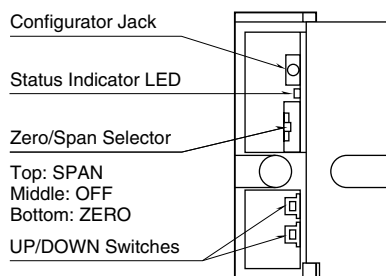 Configurator Jack
Status Indicator LED
Zero/Span Selector
Top: SPAN
Middle: OFF
Bottom: ZERO
UP/DOWN Switches